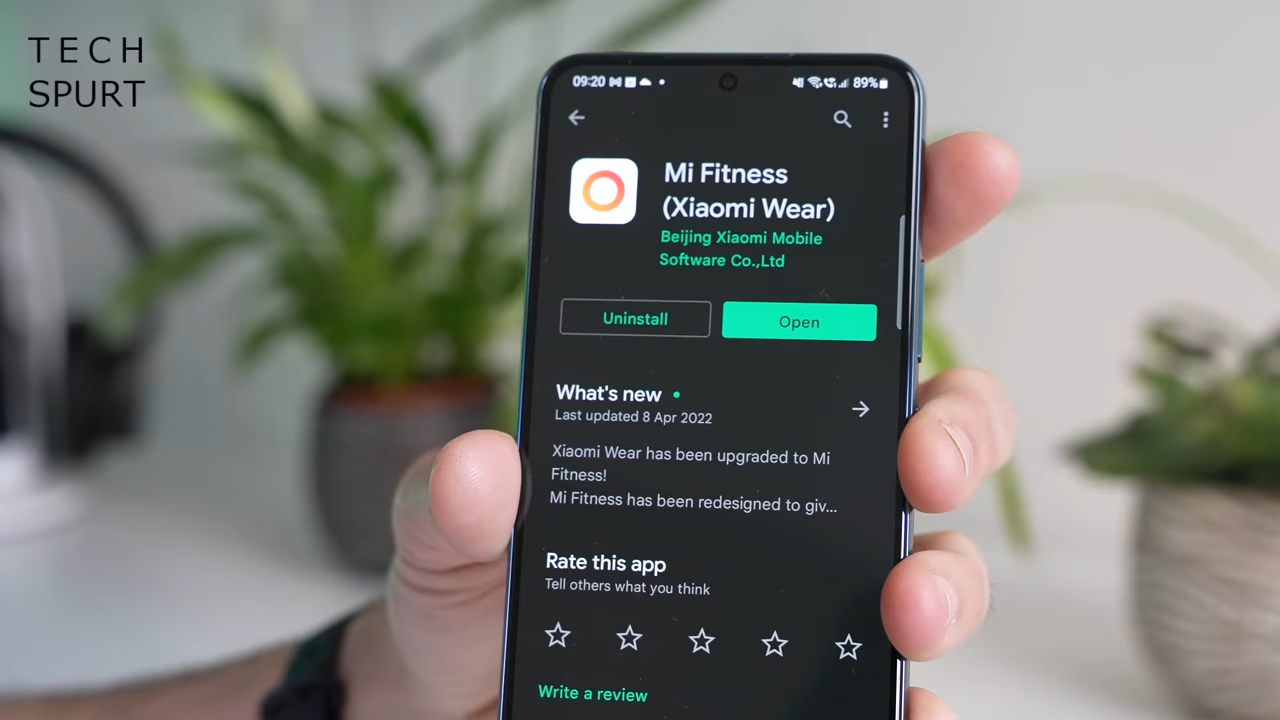 TECH
SPURT
09:20
89%
Mi Fitness
(Xiaomi Wear)
Beijing Xiaomi Mobile
Software Co.,Ltd
Uninstall
Open
What's new
Last updated 8 Apr 2022
Xiaomi Wear has been upgraded to Mi
Fitness!
Mi Fitness has been redesigned to giv...
Rate this app
Tell others what you think
Write a review